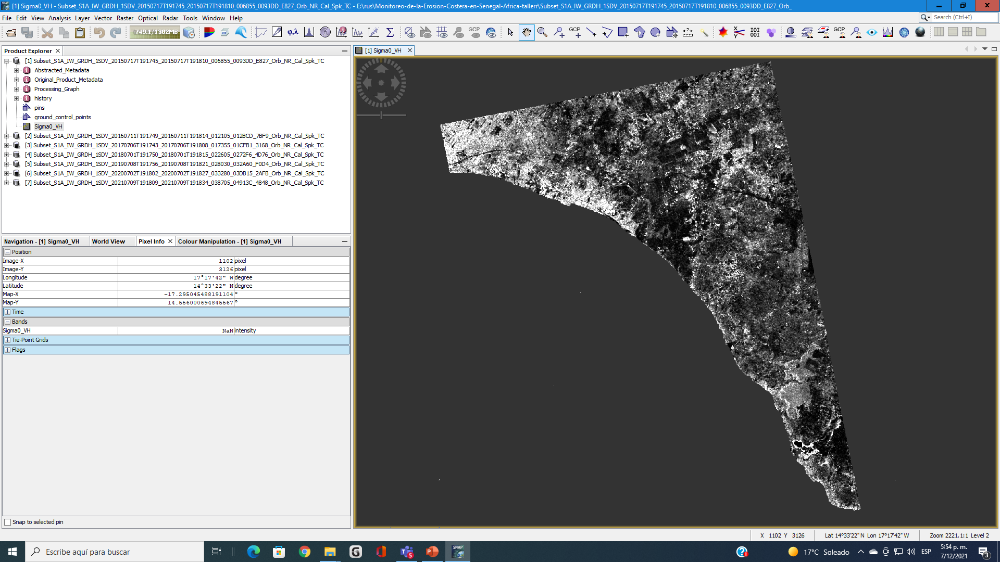 [1] Sigma0_VH - Subset_S1A_IW_GRDH_1SDV_20150717T191745_20150717T191810_006855_0093DD_E827_Orb_NR_Cal_Spk_TC - E:\rus\Monitoreo-de-la-Erosion-Costera-en-Senegal-Africa-tallerr\Subset_S1A_IW_GRDH_1SDV_20150717T191745_20150717T191810_006855_0093DD_E827_Orb_
File Edit View Analysis Layer Vector Raster Optical Radar Tools Window Help
Search (Ctrl+I)
749.1/1302MB
φ,λ
Σ
GCP
GCP
GCP
Product Explorer
[1] Sigma0_VH
[1] Subset_S1A_IW_GRDH_1SDV_20150717T191745_20150717T191810_006855_0093DD_E827_Orb_NR_Cal_Spk_TC
Abstracted_Metadata
Original_Product_Metadata
Processing_Graph
history
pins
ground_control_points
Sigma0_VH
[2] Subset_S1A_IW_GRDH_1SDV_20160711T191749_20160711T191814_012105_012BCD_7BF9_Orb_NR_Cal_Spk_TC
[3] Subset_S1A_IW_GRDH_1SDV_20170706T191743_20170706T191808_017355_01CFB1_3168_Orb_NR_Cal_Spk_TC
[4] Subset_S1A_IW_GRDH_1SDV_20180701T191750_20180701T191815_022605_0272F6_4D76_Orb_NR_Cal_Spk_TC
[5] Subset_S1A_IW_GRDH_1SDV_20190708T191756_20190708T191821_028030_032A60_F0D4_Orb_NR_Cal_Spk_TC
[6] Subset_S1A_IW_GRDH_1SDV_20200702T191802_20200702T191827_033280_03DB15_2AFB_Orb_NR_Cal_Spk_TC
[7] Subset_S1A_IW_GRDH_1SDV_20210709T191809_20210709T191834_038705_04913C_4848_Orb_NR_Cal_Spk_TC
Navigation - [1] Sigma0_VH World View Pixel Info Colour Manipulation - [1] Sigma0_VH
Position
Image-X 1102 pixel
Image-Y 3126 pixel
Longitude 17°17'42" W degree
Latitude 14°33'22" N degree
Map-X -17.295045488191104 °
Map-Y 14.556000694845567 °
Time
Bands
Sigma0_VH NaN intensity
Tie-Point Grids
Flags
Snap to selected pin
X 1102 Y 3126 Lat 14°33'22" N Lon 17°17'42" W Zoom 2221.1:1 Level 2
Escribe aquí para buscar
17°C Soleado
ESP
5:54 p. m.
7/12/2021
3